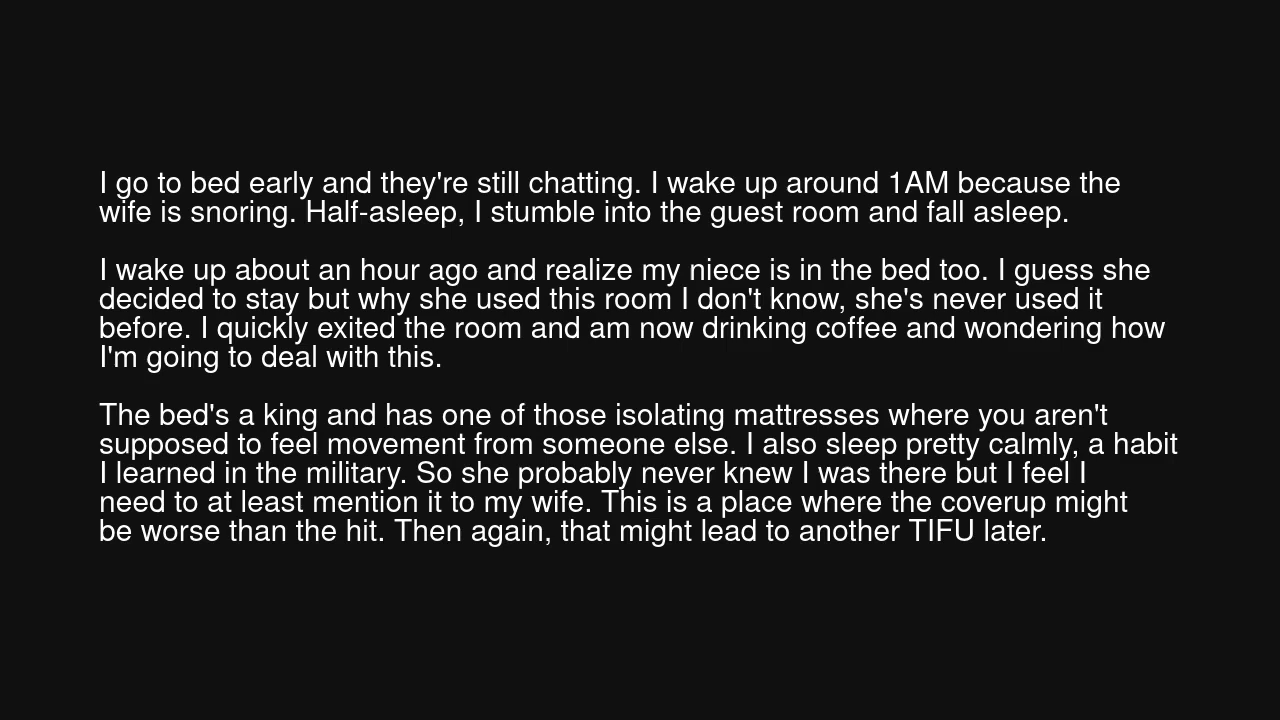 I go to bed early and they're still chatting. I wake up around 1AM because the
wife is snoring. Half-asleep, I stumble into the guest room and fall asleep.
I wake up about an hour ago and realize my niece is in the bed too. I guess she
decided to stay but why she used this room I don't know, she's never used it
before. I quickly exited the room and am now drinking coffee and wondering how
I'm going to deal with this.
The bed's a king and has one of those isolating mattresses where you aren't
supposed to feel movement from someone else. I also sleep pretty calmly, a habit
I learned in the military. So she probably never knew I was there but I feel I
need to at least mention it to my wife. This is a place where the coverup might
be worse than the hit. Then again, that might lead to another TIFU later.